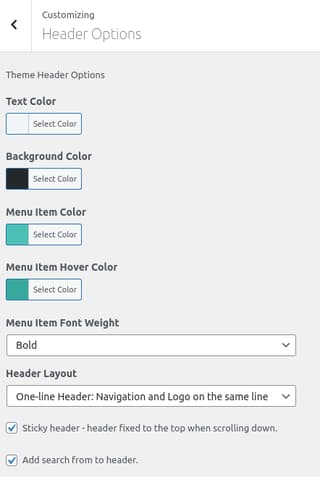 Customizing
Header Options
Theme Header Options
Text Color
Select Color
Background Color
Select Color
Menu Item Color
Select Color
Menu Item Hover Color
Select Color
Menu Item Font Weight
Bold
Header Layout
One-line Header: Navigation and Logo on the same line
Sticky header - header fixed to the top when scrolling down.
Add search from to header.